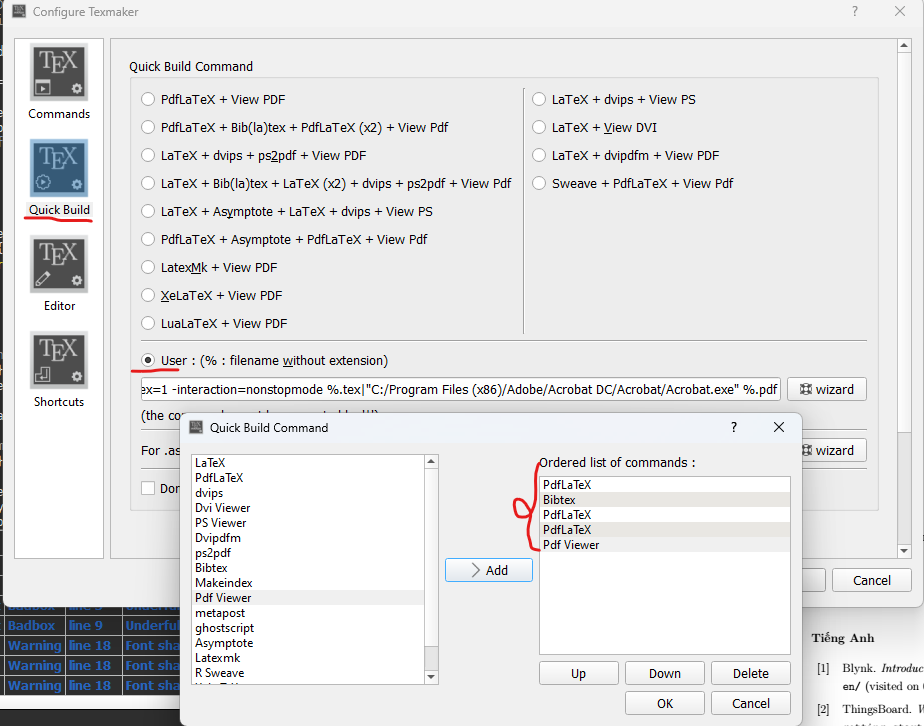 Configure Texmaker
?
Commands
Quick Build
Editor
Shortcuts
Quick Build Command
PdfLaTeX + View PDF
PdfLaTeX + Bib(la)tex + PdfLaTeX (x2) + View Pdf
LaTeX + dvips + ps2pdf + View PDF
LaTeX + Bib(la)tex + LaTeX (x2) + dvips + ps2pdf + View Pdf
LaTeX + Asymptote + LaTeX + dvips + View PS
PdfLaTeX + Asymptote + PdfLaTeX + View Pdf
LatexMk + View PDF
XeLaTeX + View PDF
LuaLaTeX + View PDF
LaTeX + dvips + View PS
LaTeX + View DVI
LaTeX + dvipdfm + View PDF
Sweave + PdfLaTeX + View Pdf
User : (% : filename without extension)
ex=1 -interaction=nonstopmode %.tex|"C:/Program Files (x86)/Adobe/Acrobat DC/Acrobat/Acrobat.exe" %.pdf
wizard
(the co
For .as
wizard
Don
Cancel
Quick Build Command
?
LaTeX
PdfLaTeX
dvips
Dvi Viewer
PS Viewer
Dvipdfm
ps2pdf
Bibtex
Makeindex
Pdf Viewer
metapost
ghostscript
Asymptote
Latexmk
R Sweave
Add
Ordered list of commands :
PdfLaTeX
Bibtex
PdfLaTeX
PdfLaTeX
Pdf Viewer
Up
Down
Delete
OK
Cancel
Badbox line 9 Underful
Warning line 18 Font sha
Warning line 18 Font sha
Warning line 18 Font sha
Tiếng Anh
[1] Blynk. Introduc
en/ (visited on
[2] ThingsBoard.